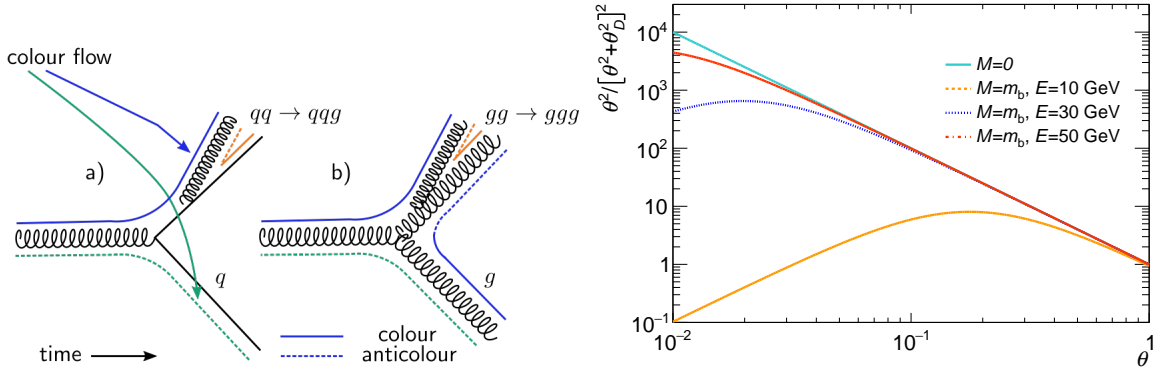 colour flow
qq → qqg
gg → ggg
a)
b)
q
g
time
colour
anticolour
θ²/[θ²+θ²_D]²
10⁴
10³
10²
10
1
10⁻¹
10⁻²
10⁻¹
1
θ
M=0
M=m_b, E=10 GeV
M=m_b, E=30 GeV
M=m_b, E=50 GeV